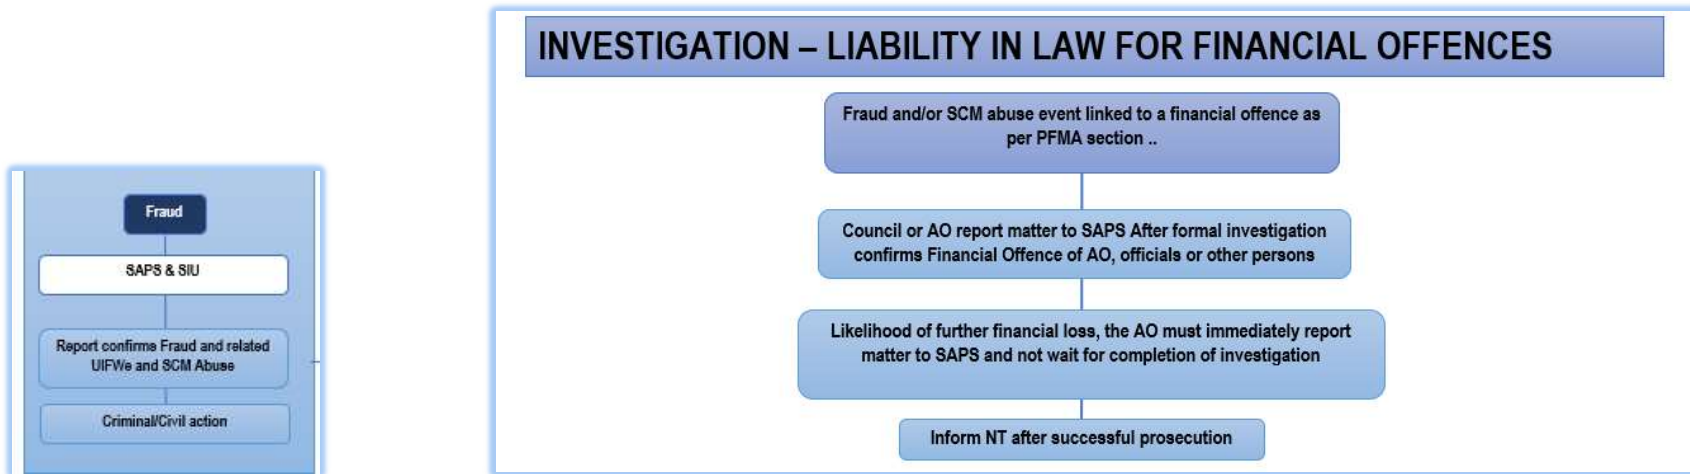 Fraud
SAPS & SIU
Report confirms Fraud and related
UIFWe and SCM Abuse
Criminal/Civil action
INVESTIGATION – LIABILITY IN LAW FOR FINANCIAL OFFENCES
Fraud and/or SCM abuse event linked to a financial offence as
per PFMA section ..
Council or AO report matter to SAPS After formal investigation
confirms Financial Offence of AO, officials or other persons
Likelihood of further financial loss, the AO must immediately report
matter to SAPS and not wait for completion of investigation
Inform NT after successful prosecution